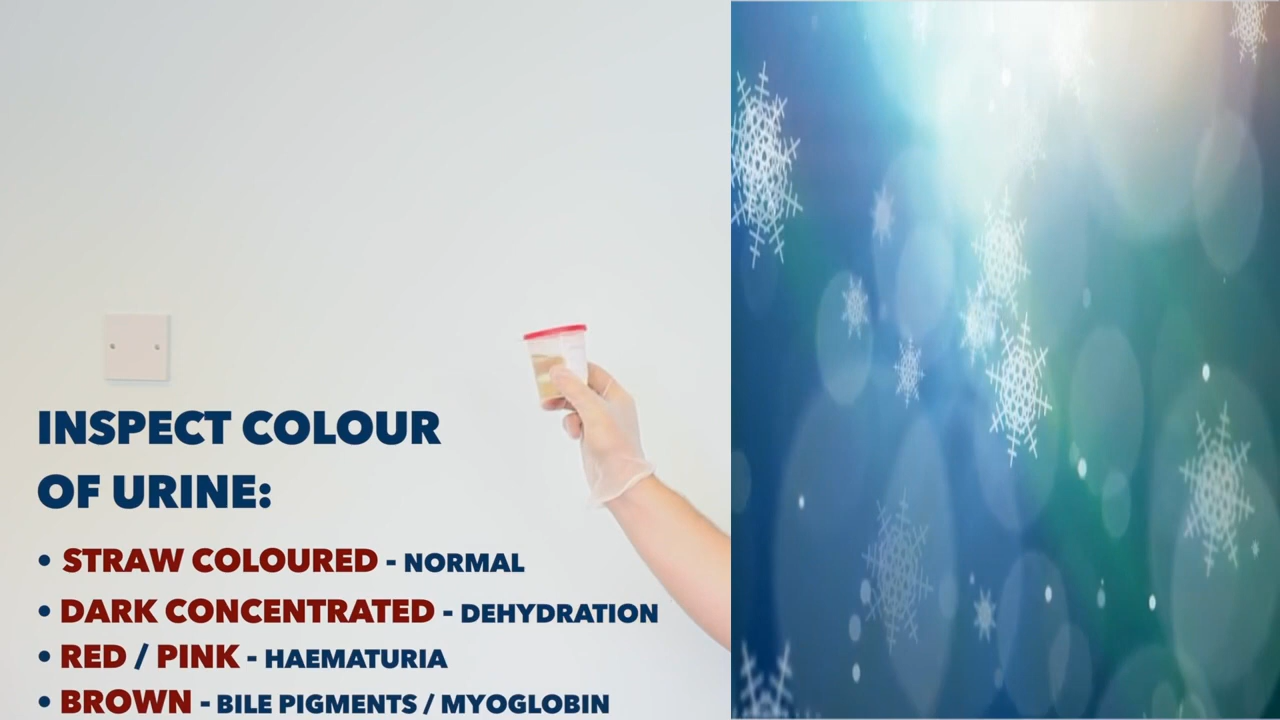 INSPECT COLOUR
OF URINE:
• STRAW COLOURED - NORMAL
• DARK CONCENTRATED - DEHYDRATION
• RED / PINK - HAEMATURIA
• BROWN - BILE PIGMENTS / MYOGLOBIN